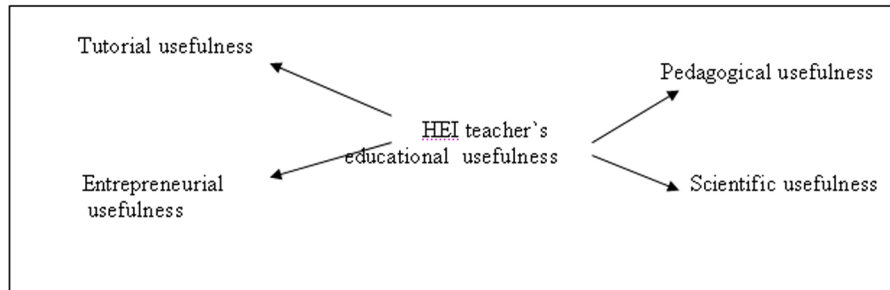 Tutorial usefulness
Pedagogical usefulness
HEI teacher`s
educational usefulness
Entrepreneurial
usefulness
Scientific usefulness